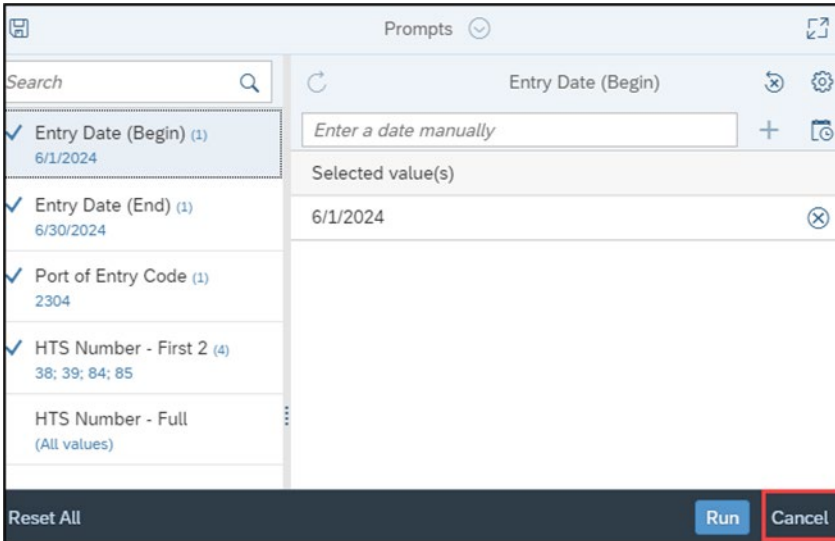 Prompts
Search
Entry Date (Begin) (1)
6/1/2024
Entry Date (End) (1)
6/30/2024
Port of Entry Code (1)
2304
HTS Number - First 2 (4)
38; 39; 84; 85
HTS Number - Full
(All values)
Entry Date (Begin)
Enter a date manually
Selected value(s)
6/1/2024
Reset All
Run
Cancel